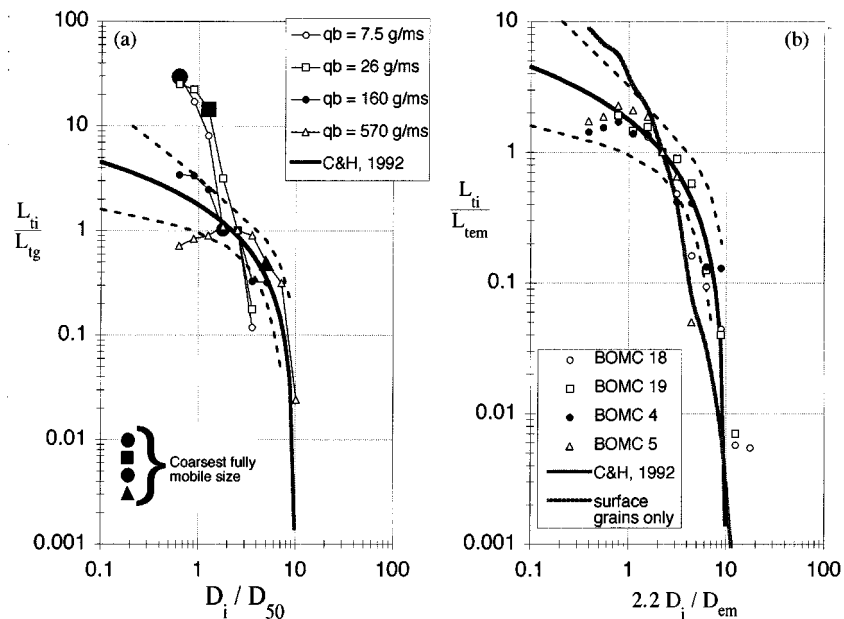 (a)
qb = 7.5 g/ms
qb = 26 g/ms
qb = 160 g/ms
qb = 570 g/ms
C&H, 1992
100
10
1
0.1
0.01
0.001
L_ti
L_tg
Coarsest fully
mobile size
0.1
1
10
100
D_i / D_50
(b)
10
1
0.1
0.01
0.001
L_ti
L_tem
BOMC 18
BOMC 19
BOMC 4
BOMC 5
C&H, 1992
surface
grains only
0.1
1
10
100
2.2 D_i / D_em